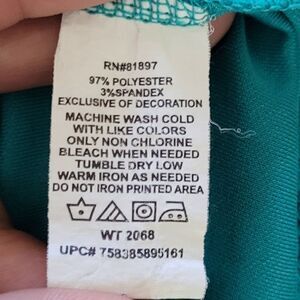 RN#81897
97% POLYESTER
3%SPANDEX
EXCLUSIVE OF DECORATION
MACHINE WASH COLD
WITH LIKE COLORS
ONLY NON CHLORINE
BLEACH WHEN NEEDED
TUMBLE DRY LOW
WARM IRON AS NEEDED
DO NOT IRON PRINTED AREA
WT 2068
UPC# 758385895161